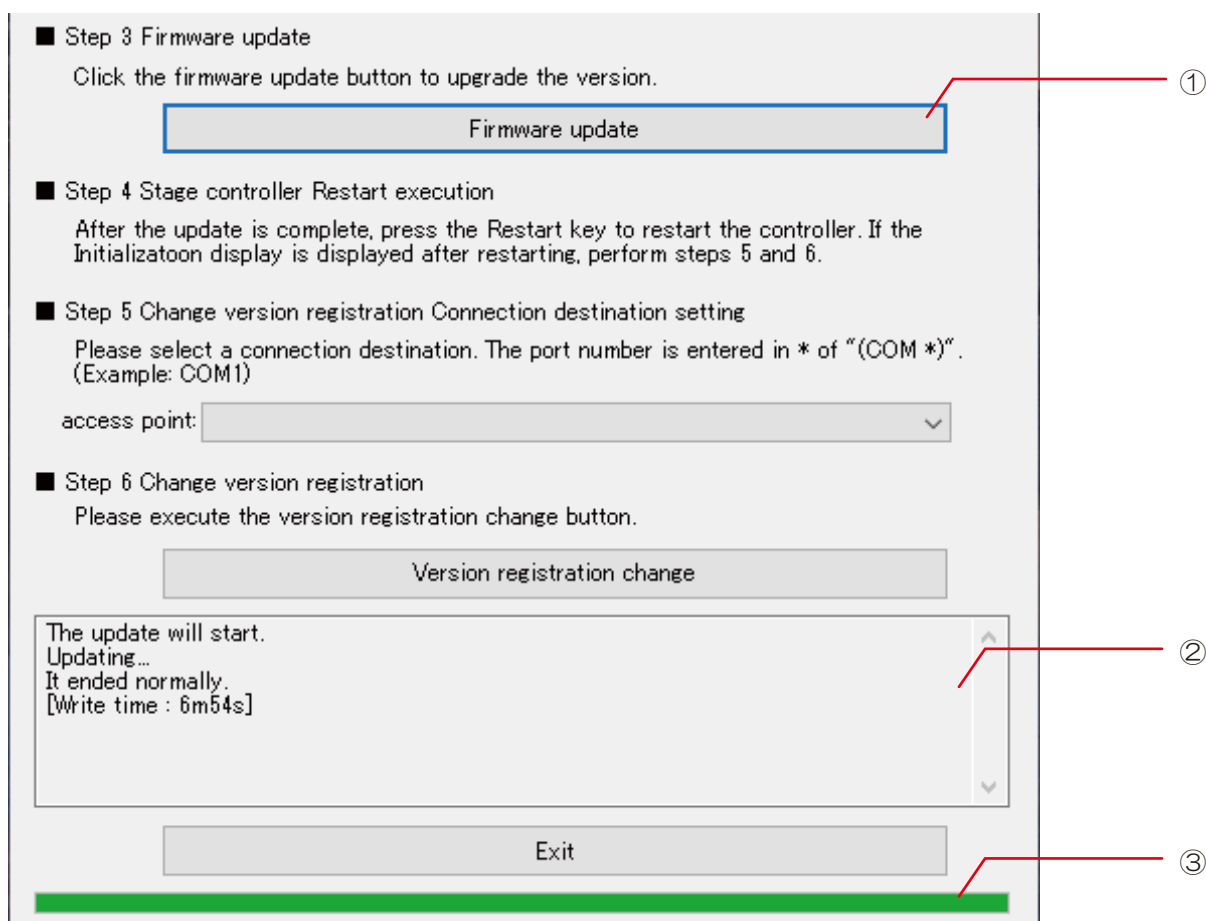 ■ Step 3 Firmware update
Click the firmware update button to upgrade the version.
①
Firmware update
■ Step 4 Stage controller Restart execution
After the update is complete, press the Restart key to restart the controller. If the
Initializatoon display is displayed after restarting, perform steps 5 and 6.
■ Step 5 Change version registration Connection destination setting
Please select a connection destination. The port number is entered in * of "(COM *)".
(Example: COM1)
access point:
■ Step 6 Change version registration
Please execute the version registration change button.
Version registration change
The update will start.
Updating...
②
It ended normally.
[Write time : 6m54s]
Exit
③